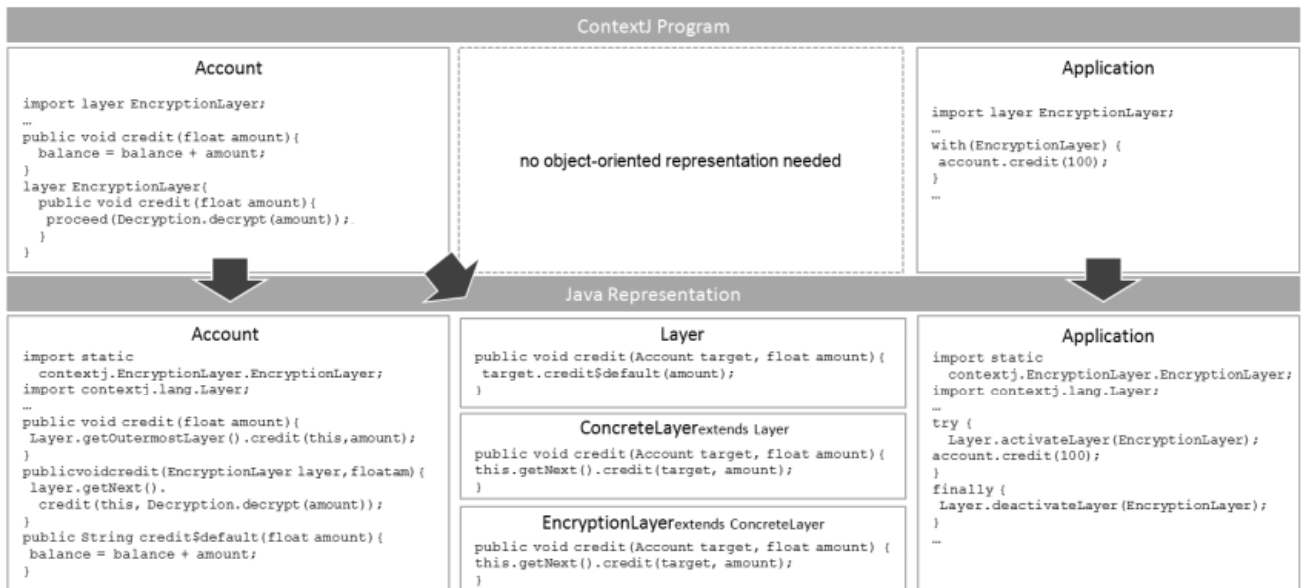 ContextJ Program
Account
import layer EncryptionLayer;
…
public void credit(float amount){
balance = balance + amount;
}
layer EncryptionLayer{
public void credit(float amount){
proceed(Decryption.decrypt(amount));
}
}
no object-oriented representation needed
Application
import layer EncryptionLayer;
…
with(EncryptionLayer) {
account.credit(100);
}
…
Java Representation
Account
import static
contextj.EncryptionLayer.EncryptionLayer;
import contextj.lang.Layer;
…
public void credit(float amount){
Layer.getOutermostLayer().credit(this,amount);
}
publicvoidcredit(EncryptionLayer layer,floatam){
layer.getNext().
credit(this, Decryption.decrypt(amount));
}
public String credit$default(float amount){
balance = balance + amount;
}
Layer
public void credit(Account target, float amount){
target.credit$default(amount);
}
ConcreteLayerextends Layer
public void credit(Account target, float amount){
this.getNext().credit(target, amount);
}
EncryptionLayerextends ConcreteLayer
public void credit(Account target, float amount) {
this.getNext().credit(target, amount);
}
Application
import static
contextj.EncryptionLayer.EncryptionLayer;
import contextj.lang.Layer;
…
try {
Layer.activateLayer(EncryptionLayer);
account.credit(100);
}
finally {
Layer.deactivateLayer(EncryptionLayer);
}
…